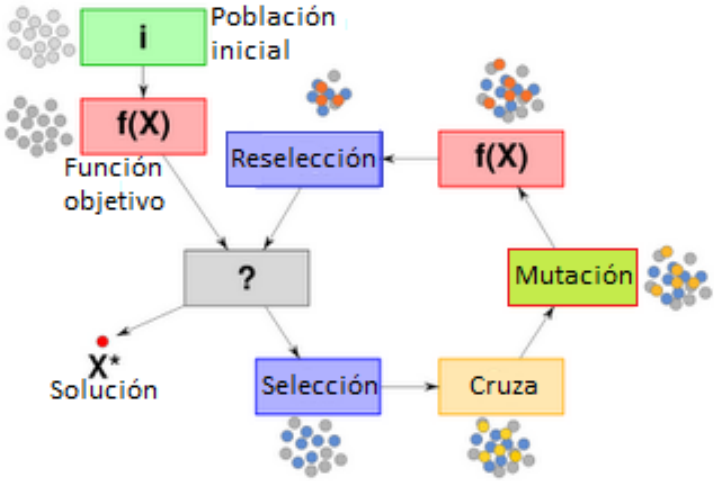 i
Población
inicial
f(X)
Función
objetivo
Reselección
f(X)
?
Mutación
X*
Solución
Selección
Cruza